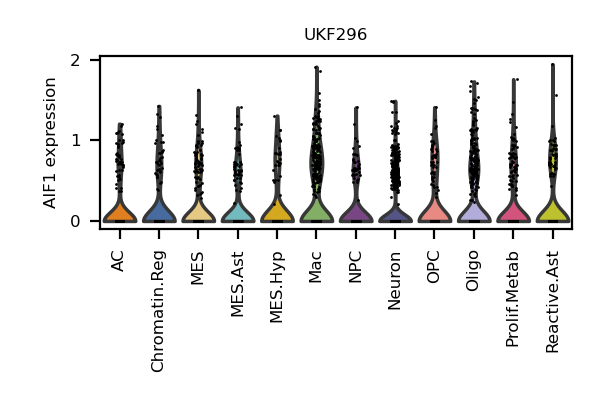 UKF296
AIF1 expression
2
1
0
AC
Chromatin.Reg
MES
MES.Ast
MES.Hyp
Mac
NPC
Neuron
OPC
Oligo
Prolif.Metab
Reactive.Ast